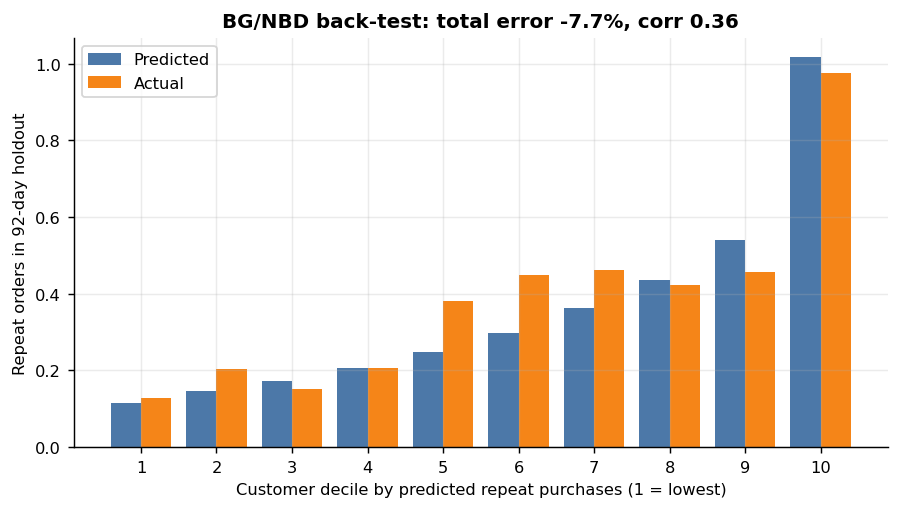 BG/NBD back-test: total error -7.7%, corr 0.36
Predicted
Actual
Repeat orders in 92-day holdout
1.0
0.8
0.6
0.4
0.2
0.0
1 2 3 4 5 6 7 8 9 10
Customer decile by predicted repeat purchases (1 = lowest)